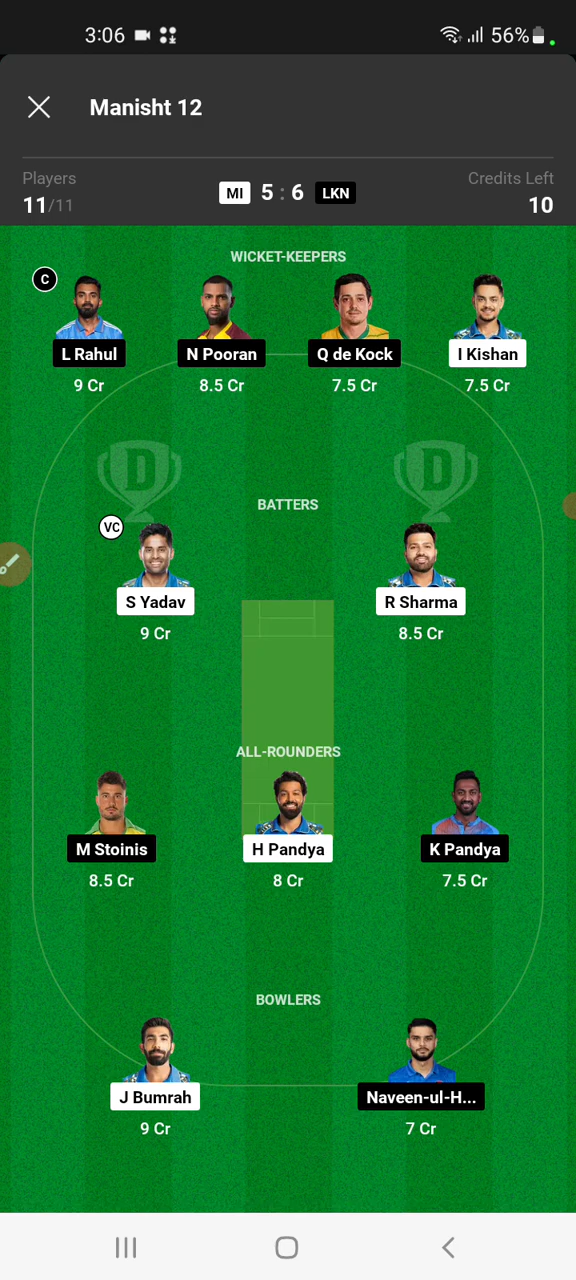 3:06 56%
Manisht 12
Players Credits Left
11/11 MI 5 : 6 LKN 10
WICKET-KEEPERS
C
L Rahul N Pooran Q de Kock I Kishan
9 Cr 8.5 Cr 7.5 Cr 7.5 Cr
D D
BATTERS
VC
S Yadav R Sharma
9 Cr 8.5 Cr
ALL-ROUNDERS
M Stoinis H Pandya K Pandya
8.5 Cr 8 Cr 7.5 Cr
BOWLERS
J Bumrah Naveen-ul-H...
9 Cr 7 Cr